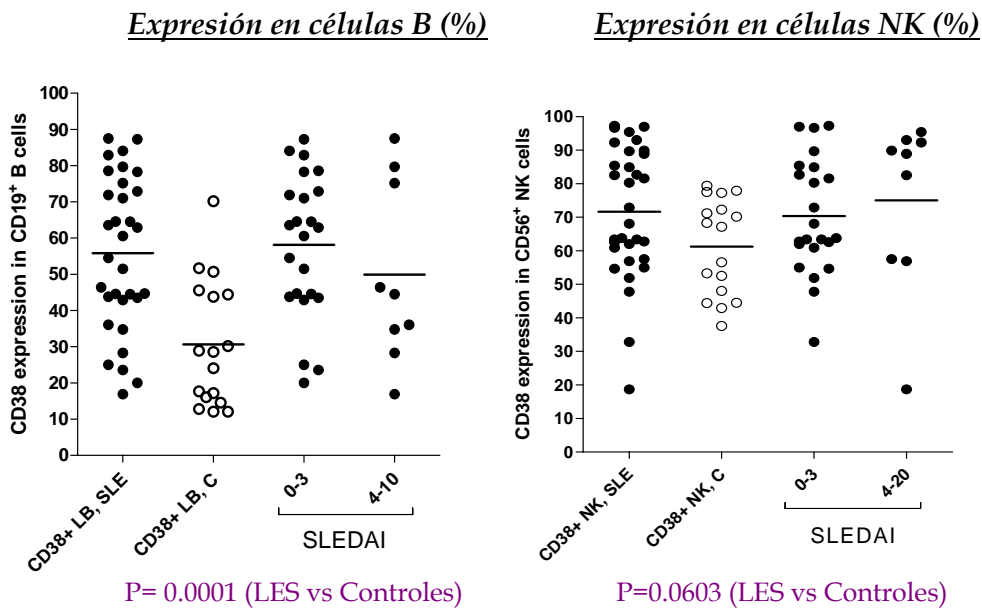 Expresión en células B (%)
Expresión en células NK (%)
CD38 expression in CD19+ B cells
100
90
80
70
60
50
40
30
20
10
0
CD38+ LB, SLE
CD38+ LB, C
0-3
4-10
SLEDAI
P= 0.0001 (LES vs Controles)
CD38 expression in CD56+ NK cells
100
90
80
70
60
50
40
30
20
10
0
CD38+ NK, SLE
CD38+ NK, C
0-3
4-20
SLEDAI
P=0.0603 (LES vs Controles)